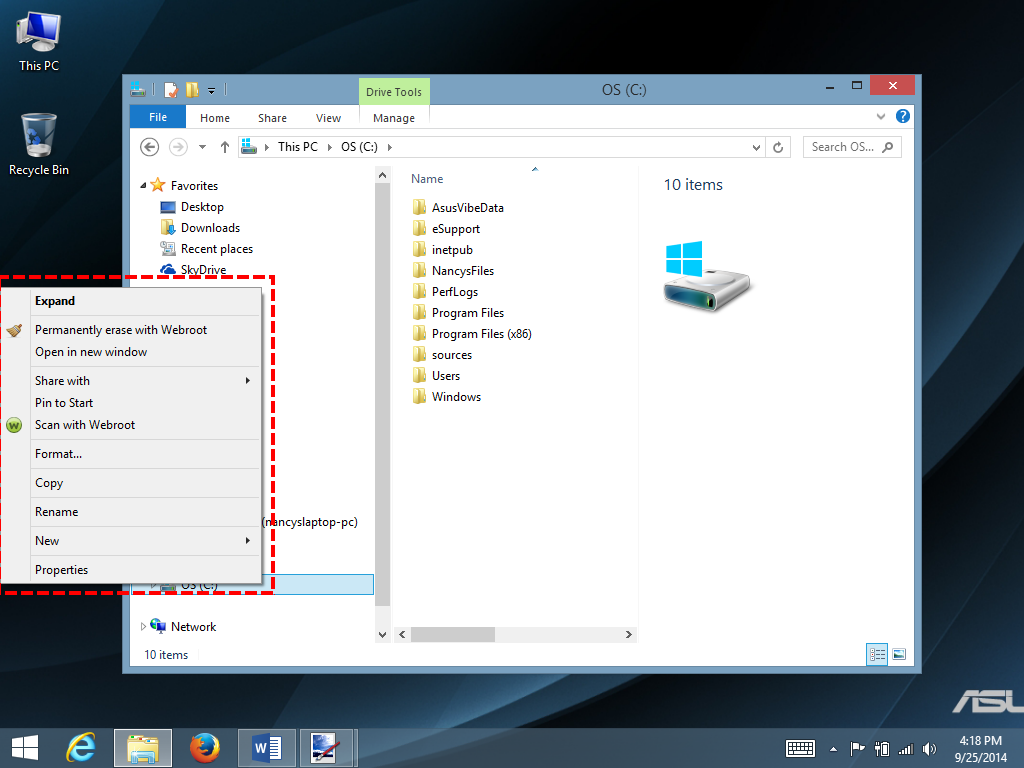 This PC
Recycle Bin
Drive Tools
OS (C:)
File
Home
Share
View
Manage
This PC
OS (C:)
Search OS...
Favorites
Desktop
Downloads
Recent places
SkyDrive
Expand
Permanently erase with Webroot
Open in new window
Share with
Pin to Start
Scan with Webroot
W
Format...
Copy
Rename
New
Properties
(nancyslaptop-pc)
OS (C:)
Network
10 items
Name
AsusVibeData
eSupport
inetpub
NancysFiles
PerfLogs
Program Files
Program Files (x86)
sources
Users
Windows
10 items
4:18 PM
9/25/2014